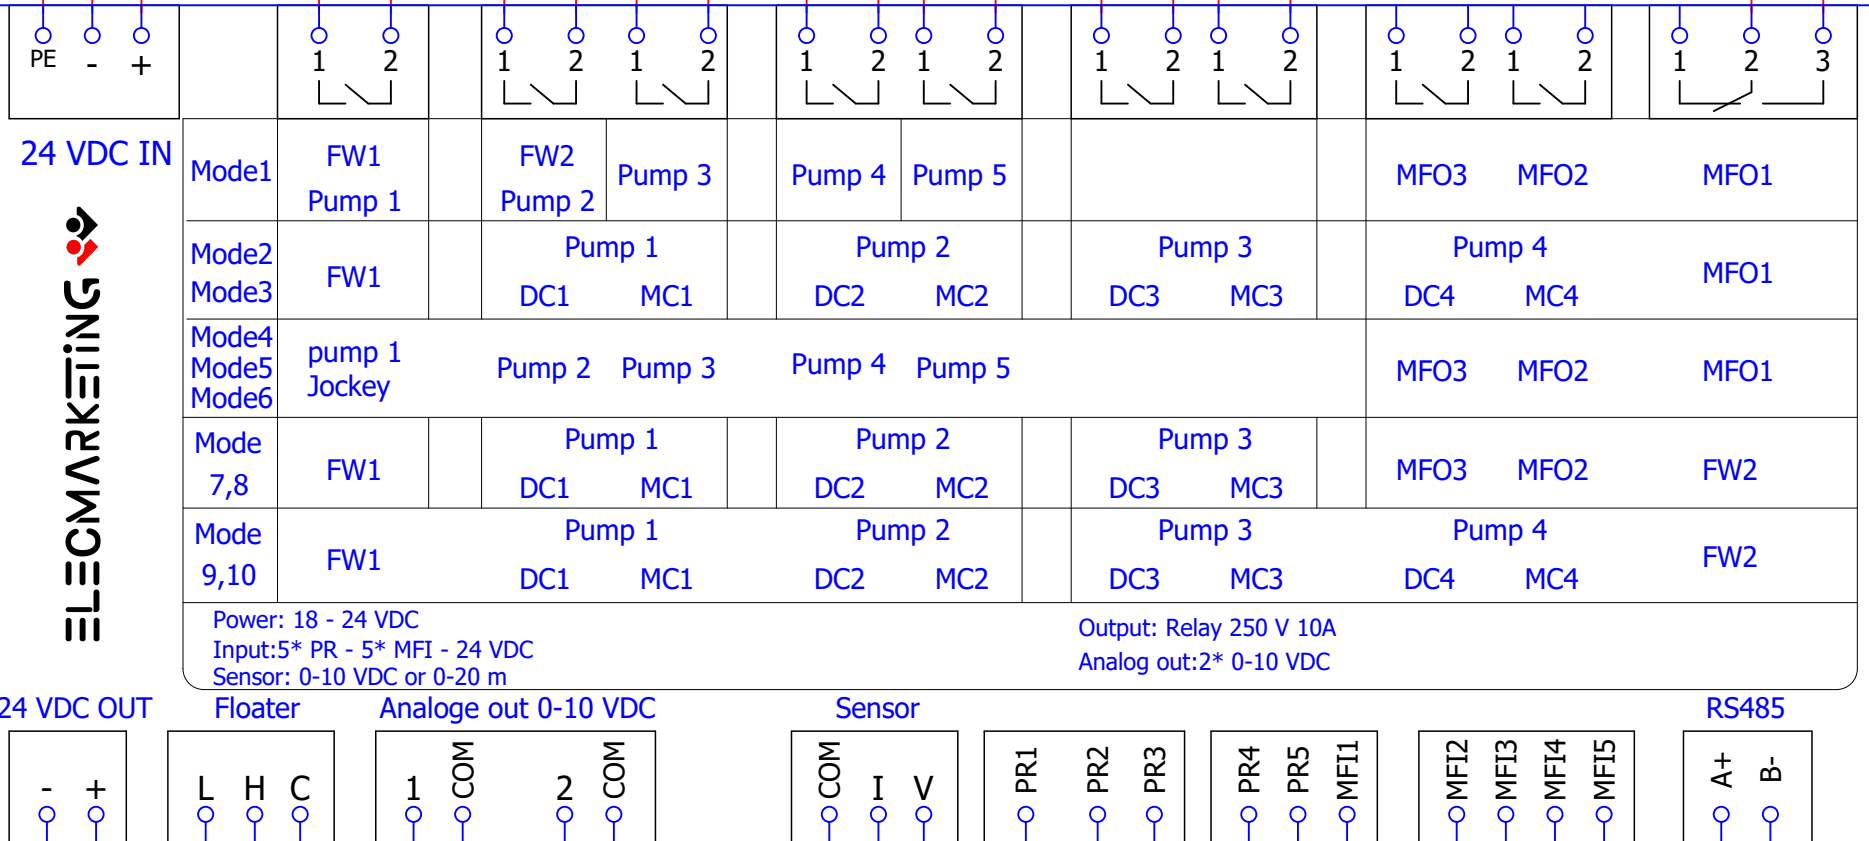 PE - + 1 2 1 2 1 2 1 2 1 2 1 2 1 2 1 2 1 2 1 2 3
24 VDC IN
Mode1 FW1 Pump 1 FW2 Pump 2 Pump 3 Pump 4 Pump 5 MFO3 MFO2 MFO1
Mode2 Pump 1 Pump 2 Pump 3 Pump 4
Mode3 FW1 DC1 MC1 DC2 MC2 DC3 MC3 DC4 MC4 MFO1
Mode4
Mode5 pump 1 Pump 2 Pump 3 Pump 4 Pump 5 MFO3 MFO2 MFO1
Mode6 Jockey
Mode Pump 1 Pump 2 Pump 3
7,8 FW1 DC1 MC1 DC2 MC2 DC3 MC3 MFO3 MFO2 FW2
Mode Pump 1 Pump 2 Pump 3 Pump 4
9,10 FW1 DC1 MC1 DC2 MC2 DC3 MC3 DC4 MC4 FW2
ELECMARKETiNG
Power: 18 - 24 VDC
Input:5* PR - 5* MFI - 24 VDC
Sensor: 0-10 VDC or 0-20 m
Output: Relay 250 V 10A
Analog out:2* 0-10 VDC
24 VDC OUT Floater Analoge out 0-10 VDC Sensor RS485
- + L H C 1 COM 2 COM COM I V PR1 PR2 PR3 PR4 PR5 MFI1 MFI2 MFI3 MFI4 MFI5 A+ B-